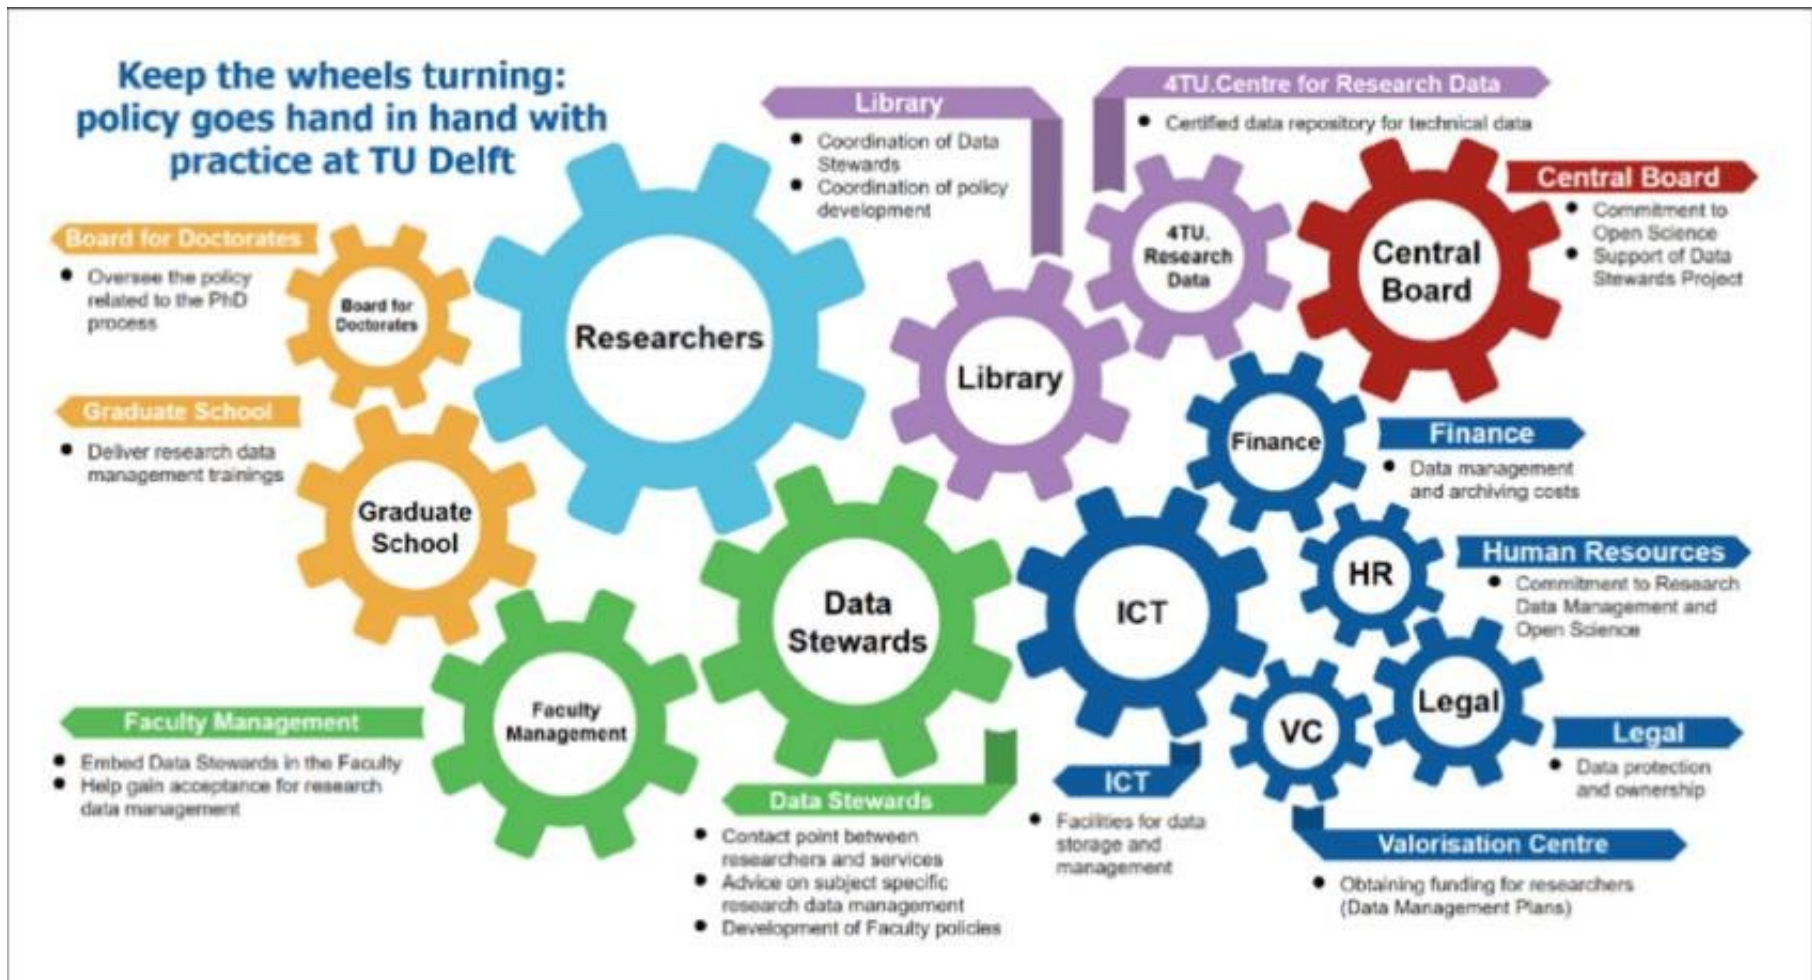 Keep the wheels turning:
policy goes hand in hand with
practice at TU Delft
Board for Doctorates
Oversee the policy
related to the PhD
process
Board for
Doctorates
Graduate School
Deliver research data
management trainings
Graduate
School
Faculty Management
Embed Data Stewards in the Faculty
Help gain acceptance for research
data management
Faculty
Management
Researchers
Library
Coordination of Data
Stewards
Coordination of policy
development
Library
4TU.Centre for Research Data
Certified data repository for technical data
4TU.
Research
Data
Central
Board
Central Board
Commitment to
Open Science
Support of Data
Stewards Project
Finance
Finance
Data management
and archiving costs
HR
Human Resources
Commitment to Research
Data Management and
Open Science
Data
Stewards
Data Stewards
Contact point between
researchers and services
Advice on subject specific
research data management
Development of Faculty policies
ICT
ICT
Facilities for data
storage and
management
Legal
Legal
Data protection
and ownership
VC
Valorisation Centre
Obtaining funding for researchers
(Data Management Plans)